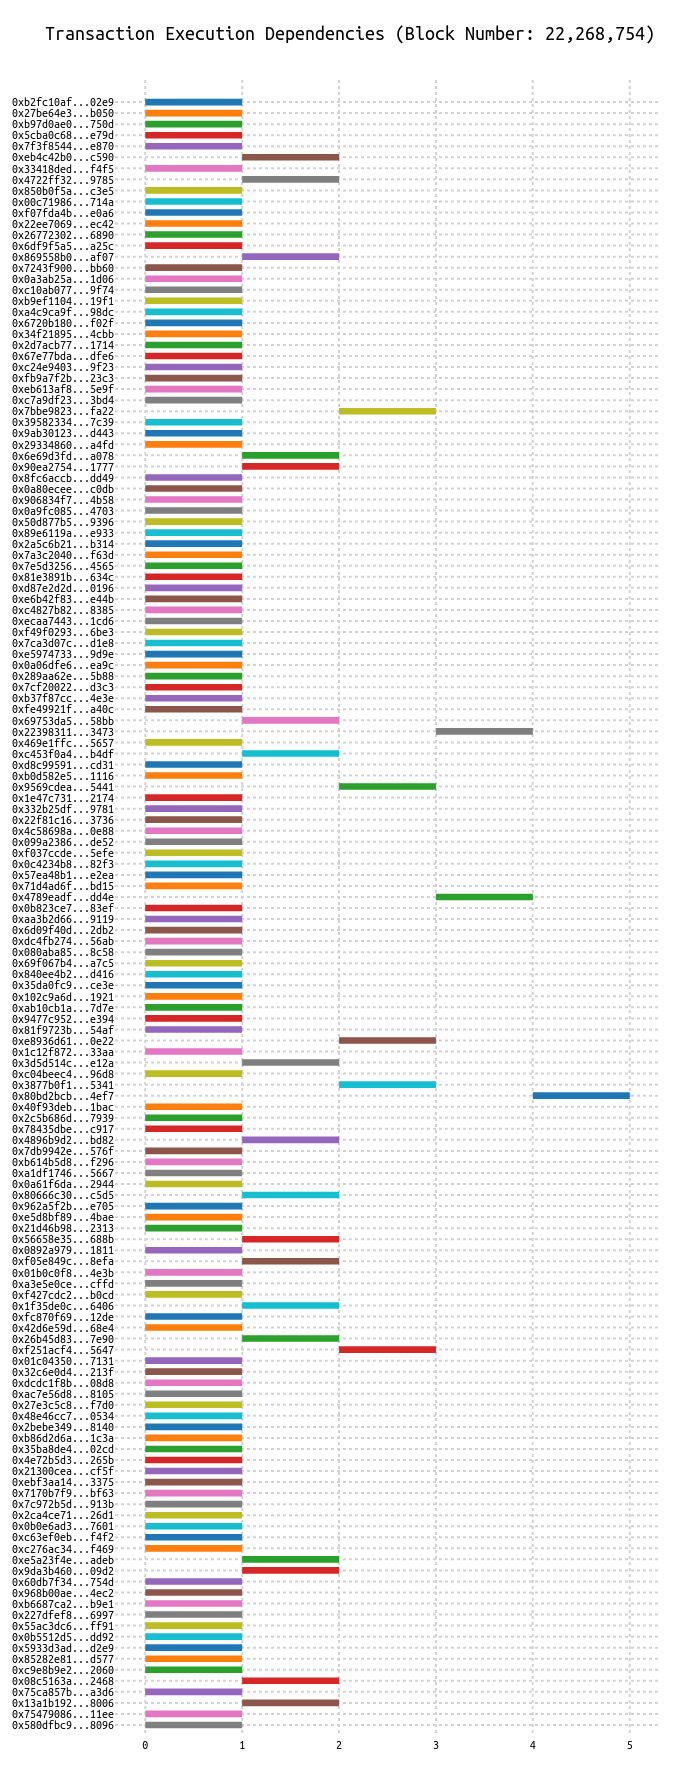 Transaction Execution Dependencies (Block Number: 22,268,754)
0xb2fc10af...02e9
0x27be64e3...b050
0xb97d0ae0...750d
0x5cba0c68...e79d
0x7f3f8544...e870
0xeb4c42b0...c590
0x33418ded...f4f5
0x4722ff32...9785
0x850b0f5a...c3e5
0x00c71986...714a
0xf07fda4b...e0a6
0x22ee7069...ec42
0x26772302...6890
0x6df9f5a5...a25c
0x869558b0...af07
0x7243f900...bb60
0x0a3ab25a...1d06
0xc10ab077...9f74
0xb9ef1104...19f1
0xa4c9ca9f...98dc
0x6720b180...f02f
0x34f21895...4cbb
0x2d7acb77...1714
0x67e77bda...dfe6
0xc24e9403...9f23
0xfb9a7f2b...23c3
0xeb613af8...5e9f
0xc7a9df23...3bd4
0x7bbe9823...fa22
0x39582334...7c39
0x9ab30123...d443
0x29334860...a4fd
0x6e69d3fd...a078
0x90ea2754...1777
0x8fc6accb...dd49
0x0a80ecee...c0db
0x906834f7...4b58
0x0a9fc085...4703
0x50d877b5...9396
0x89e6119a...e933
0x2a5c6b21...b314
0x7a3c2040...f63d
0x7e5d3256...4565
0x81e3891b...634c
0xd87e2d2d...0196
0xe6b42f83...e44b
0xc4827b82...8385
0xecaa7443...1cd6
0xf49f0293...6be3
0x7ca3d07c...d1e8
0xe5974733...9d9e
0x0a06dfe6...ea9c
0x289aa62e...5b88
0x7cf20022...d3c3
0xb37f87cc...4e3e
0xfe49921f...a40c
0x69753da5...58bb
0x22398311...3473
0x469e1ffc...5657
0xc453f0a4...b4df
0xd8c99591...cd31
0xb0d582e5...1116
0x9569cdea...5441
0x1e47c731...2174
0x332b25df...9781
0x22f81c16...3736
0x4c58698a...0e88
0x099a2386...de52
0xf037ccde...5efe
0x0c4234b8...82f3
0x57ea48b1...e2ea
0x71d4ad6f...bd15
0x4789eadf...dd4e
0x0b823ce7...83ef
0xaa3b2d66...9119
0x6d09f40d...2db2
0xdc4fb274...56ab
0x080aba85...8c58
0x69f067b4...a7c5
0x840ee4b2...d416
0x35da0fc9...ce3e
0x102c9a6d...1921
0xab10cb1a...7d7e
0x9477c952...e394
0x81f9723b...54af
0xe8936d61...0e22
0x1c12f872...33aa
0x3d5d514c...e12a
0xc04beec4...96d8
0x3877b0f1...5341
0x80bd2bcb...4ef7
0x40f93deb...1bac
0x2c5b686d...7939
0x78435dbe...c917
0x4896b9d2...bd82
0x7db9942e...576f
0xb614b5d8...f296
0xa1df1746...5667
0x0a61f6da...2944
0x80666c30...c5d5
0x962a5f2b...e705
0xe5d8bf89...4bae
0x21d46b98...2313
0x56658e35...688b
0x0892a979...1811
0xf05e849c...8efa
0x01b0c0f8...4e3b
0xa3e5e0ce...cffd
0xf427cdc2...b0cd
0x1f35de0c...6406
0xfc870f69...12de
0x42d6e59d...68e4
0x26b45d83...7e90
0xf251acf4...5647
0x01c04350...7131
0x32c6e0d4...213f
0xdcdc1f8b...08d8
0xac7e56d8...8105
0x27e3c5c8...f7d0
0x48e46cc7...0534
0x2bebe349...8140
0xb86d2d6a...1c3a
0x35ba8de4...02cd
0x4e72b5d3...265b
0x21300cea...cf5f
0xebf3aa14...3375
0x7170b7f9...bf63
0x7c972b5d...913b
0x2ca4ce71...26d1
0x0b0e6ad3...7601
0xc63ef0eb...f4f2
0xc276ac34...f469
0xe5a23f4e...adeb
0x9da3b460...09d2
0x60db7f34...754d
0x968b00ae...4ec2
0xb6687ca2...b9e1
0x227dfef8...6997
0x55ac3dc6...ff91
0x0b5512d5...dd92
0x5933d3ad...d2e9
0x85282e81...d577
0xc9e8b9e2...2060
0x08c5163a...2468
0x75ca857b...a3d6
0x13a1b192...8006
0x75479086...11ee
0x580dfbc9...8096
0 1 2 3 4 5